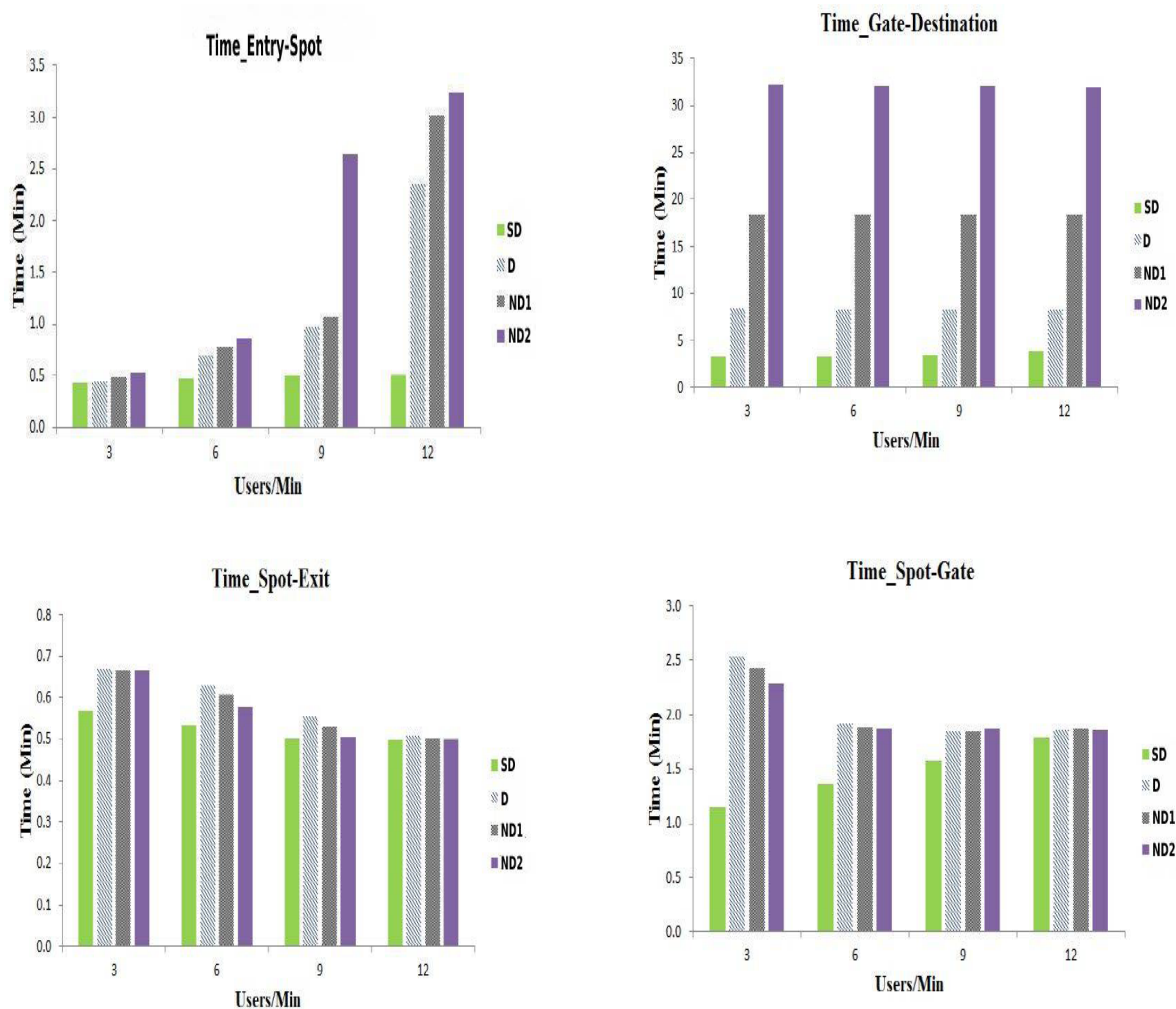 Time_Entry-Spot
3.5
3.0
2.5
2.0
1.5
1.0
0.5
0.0
Time (Min)
3 6 9 12
Users/Min
SD
D
ND1
ND2
Time_Gate-Destination
35
30
25
20
15
10
5
0
Time (Min)
3 6 9 12
Users/Min
SD
D
ND1
ND2
Time_Spot-Exit
0.8
0.7
0.6
0.5
0.4
0.3
0.2
0.1
0.0
Time (Min)
3 6 9 12
Users/Min
SD
D
ND1
ND2
Time_Spot-Gate
3.0
2.5
2.0
1.5
1.0
0.5
0.0
Time (Min)
3 6 9 12
Users/Min
SD
D
ND1
ND2